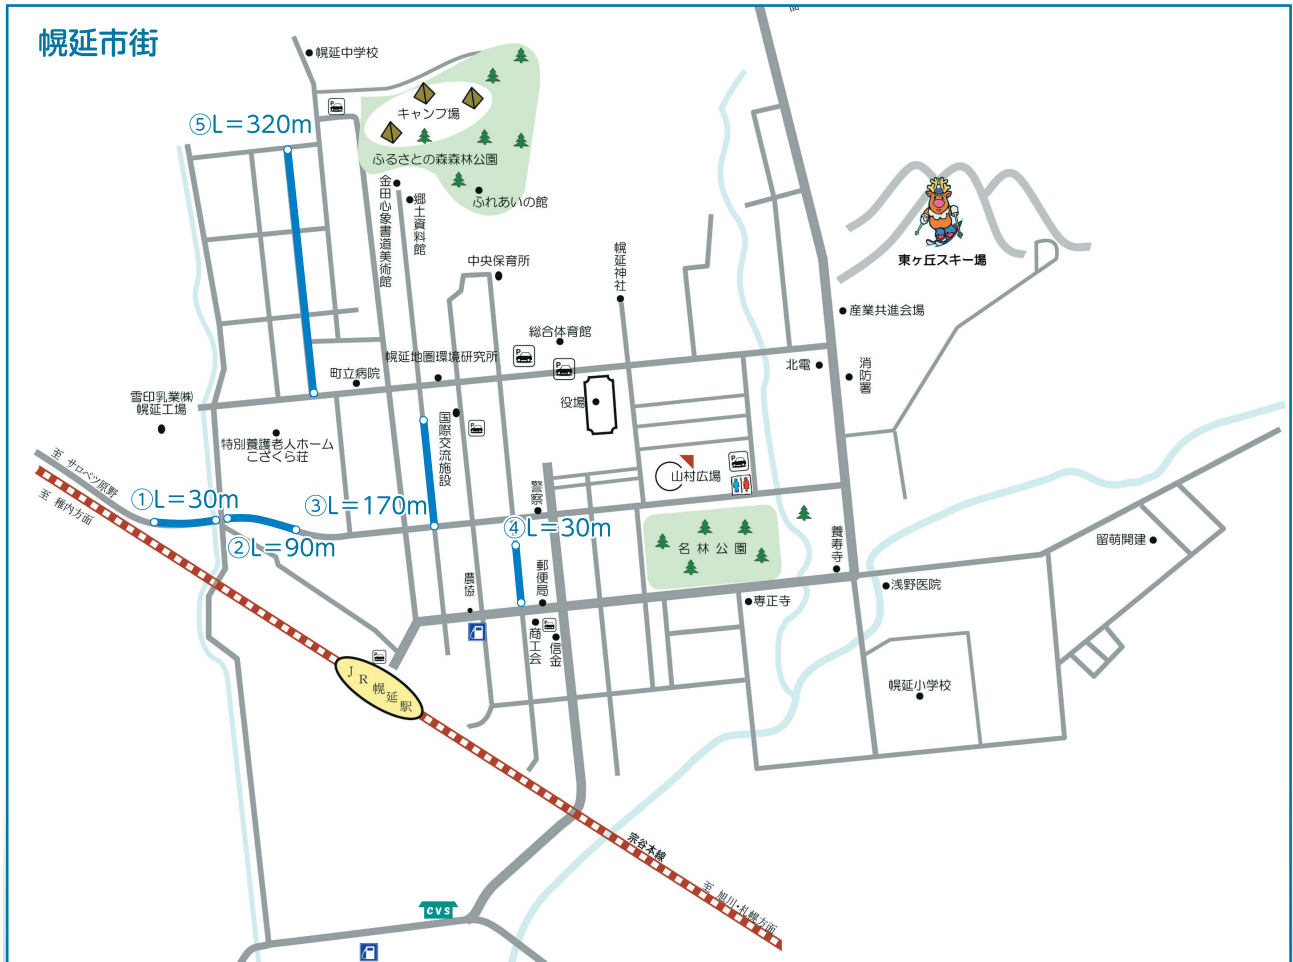 幌延市街
幌延中学校
⑤L＝320m
キャンプ場
ふるさとの森森林公園
ふれあいの館
金田心象書道美術館
郷土資料館
中央保育所
幌延神社
東ヶ丘スキー場
産業共進会場
総合体育館
幌延地圏環境研究所
町立病院
北電
消防署
雪印乳業㈱
幌延工場
役場
国際交流施設
特別養護老人ホーム
こざくら荘
山村広場
至 サロベツ原野
至 稚内方面
①L＝30m
②L＝90m
③L＝170m
警察
④L＝30m
名林公園
養寿寺
留萌開建
農協
郵便局
浅野医院
専正寺
商工会
信金
JR幌延駅
幌延小学校
宗谷本線
至 旭川・札幌方面
CVS